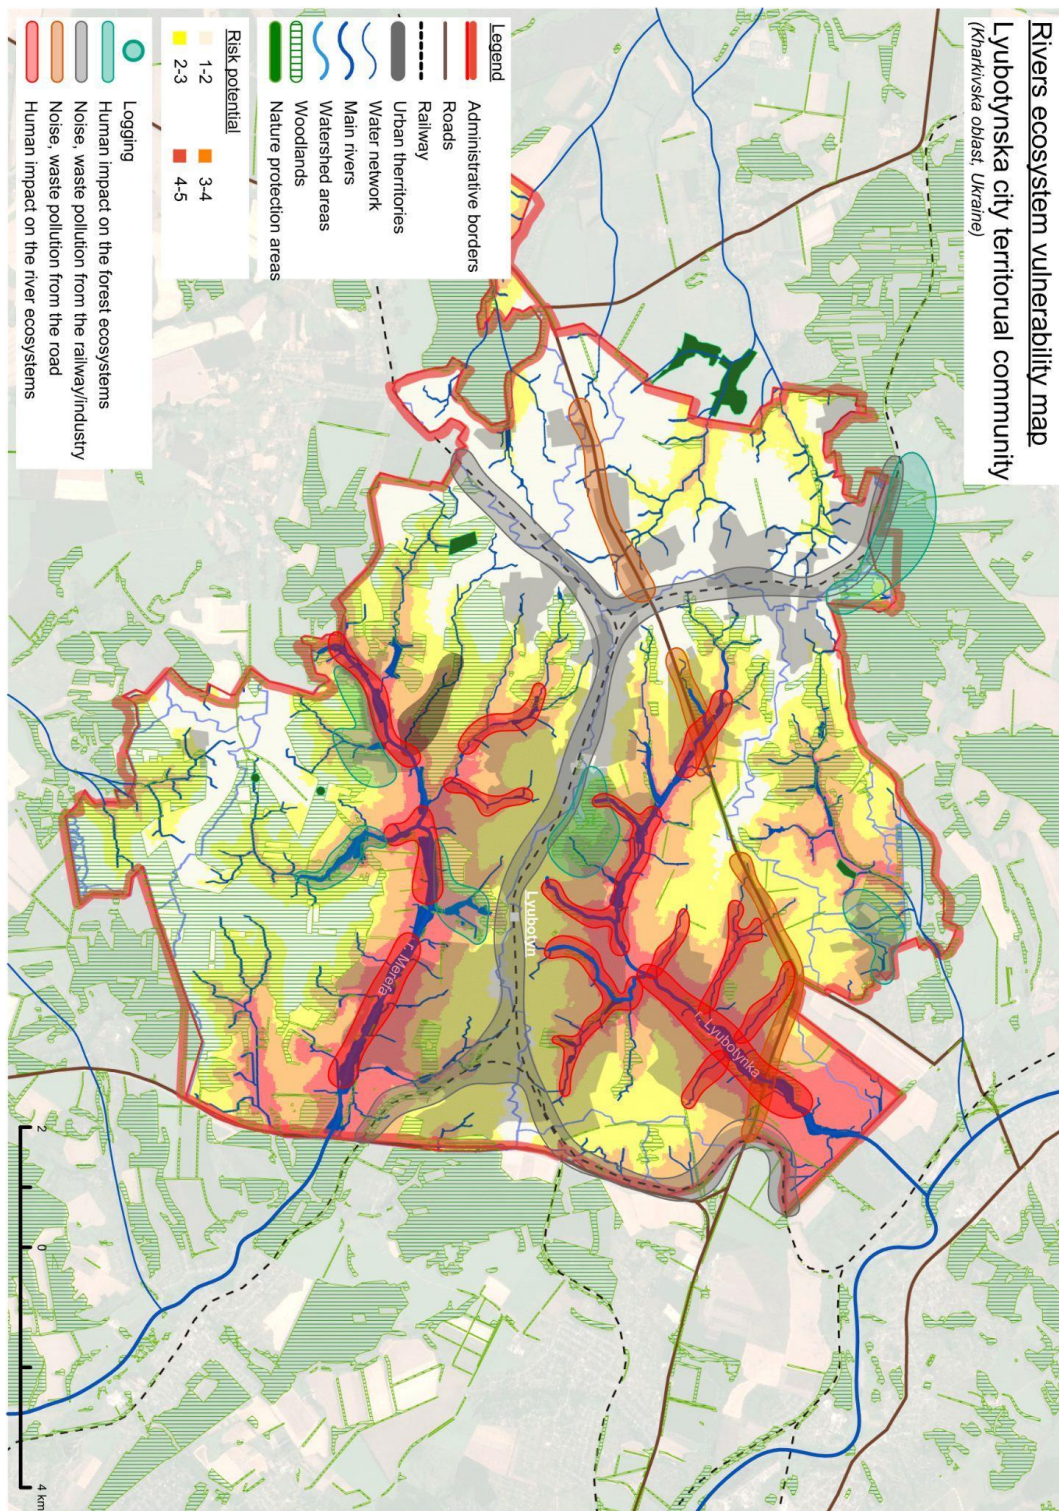 Rivers ecosystem vulnerability map
Lyubotynska city territorual community
(Kharkivska oblast, Ukraine)
Legend
Administrative borders
Roads
Railway
Urban therritories
Water network
Main rivers
Watershed areas
Woodlands
Nature protection areas
Risk potential
1-2
3-4
2-3
4-5
Logging
Human impact on the forest ecosystems
Noise, waste pollution from the railway/industry
Noise, waste pollution from the road
Human impact on the river ecosystems
Lyubotyn
r. Lyubotynka
r. Merefa
2
0
4 km